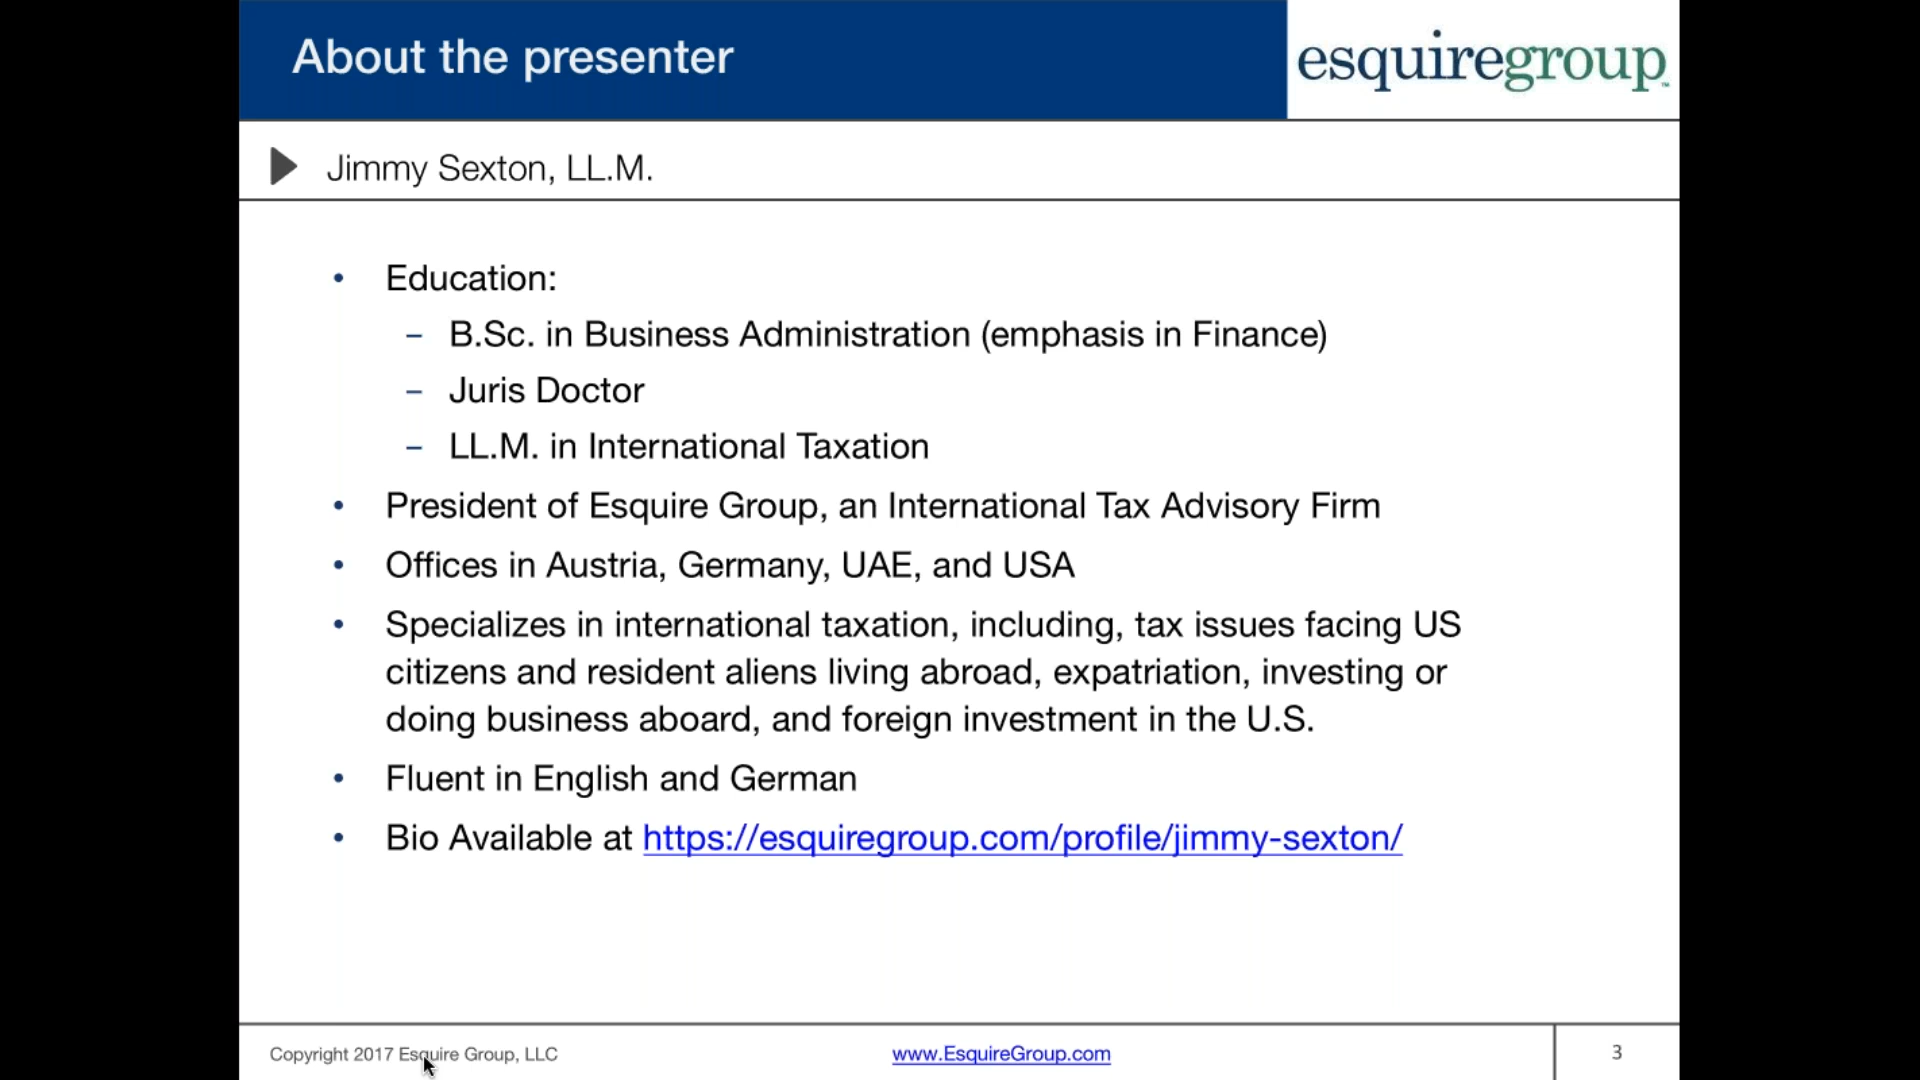 About the presenter
esquiregroup™
Jimmy Sexton, LL.M.
• Education:
– B.Sc. in Business Administration (emphasis in Finance)
– Juris Doctor
– LL.M. in International Taxation
• President of Esquire Group, an International Tax Advisory Firm
• Offices in Austria, Germany, UAE, and USA
• Specializes in international taxation, including, tax issues facing US
citizens and resident aliens living abroad, expatriation, investing or
doing business aboard, and foreign investment in the U.S.
• Fluent in English and German
• Bio Available at https://esquiregroup.com/profile/jimmy-sexton/
Copyright 2017 Esquire Group, LLC
www.EsquireGroup.com
3